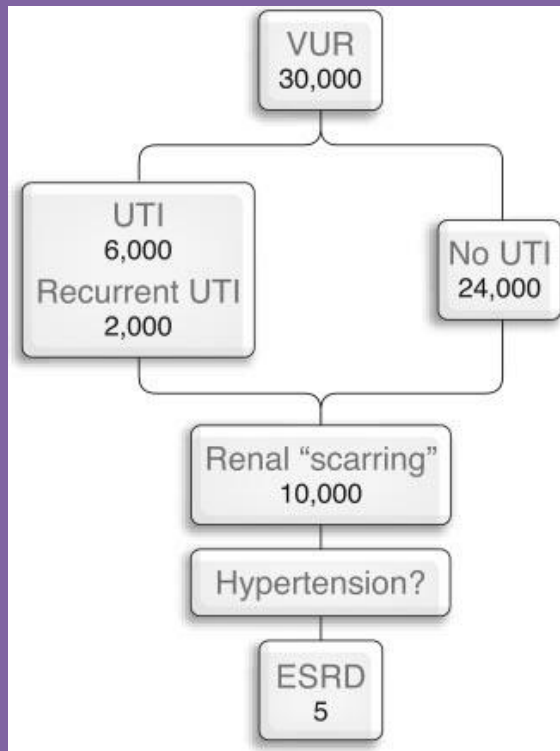 VUR
30,000
UTI
6,000
Recurrent UTI
2,000
No UTI
24,000
Renal “scarring”
10,000
Hypertension?
ESRD
5